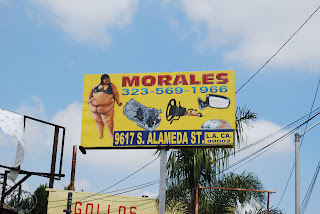 MORALES
323-569-1966
9617 S. ALAMEDA ST.
L.A. CA.
90002
GOLLOS